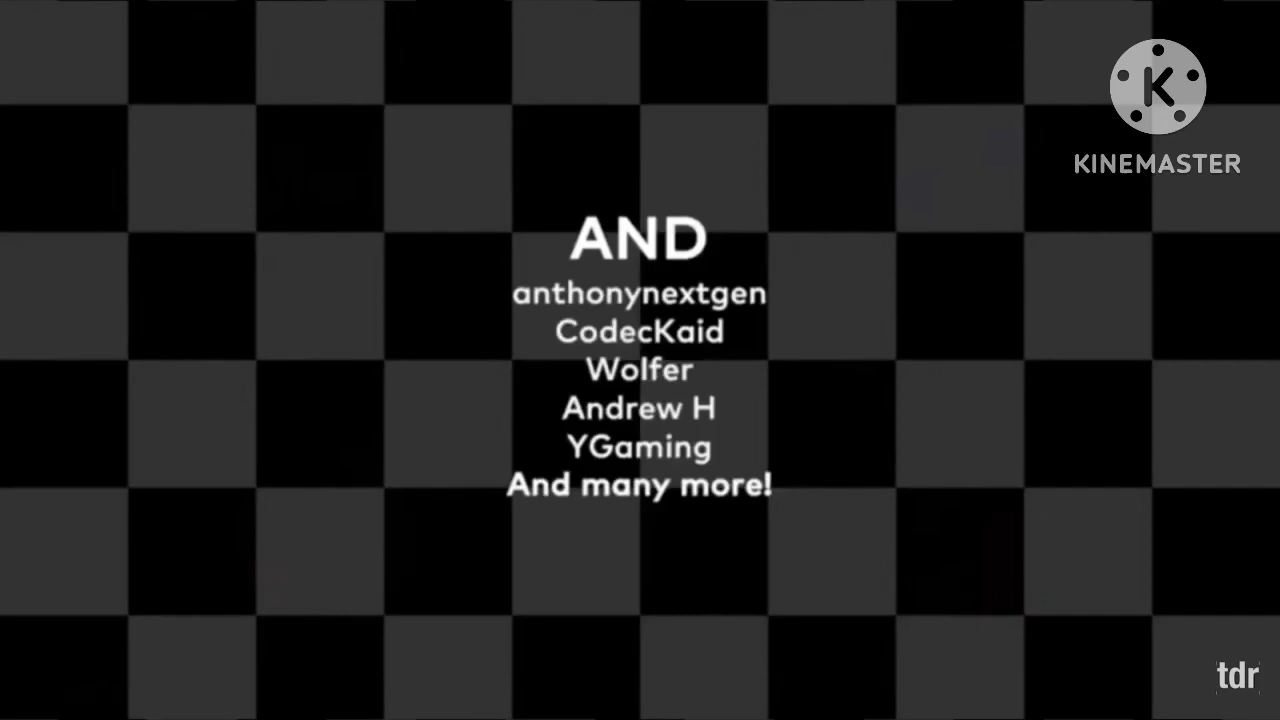 KINEMASTER
AND
anthonynextgen
CodecKaid
Wolfer
Andrew H
YGaming
And many more!
tdr